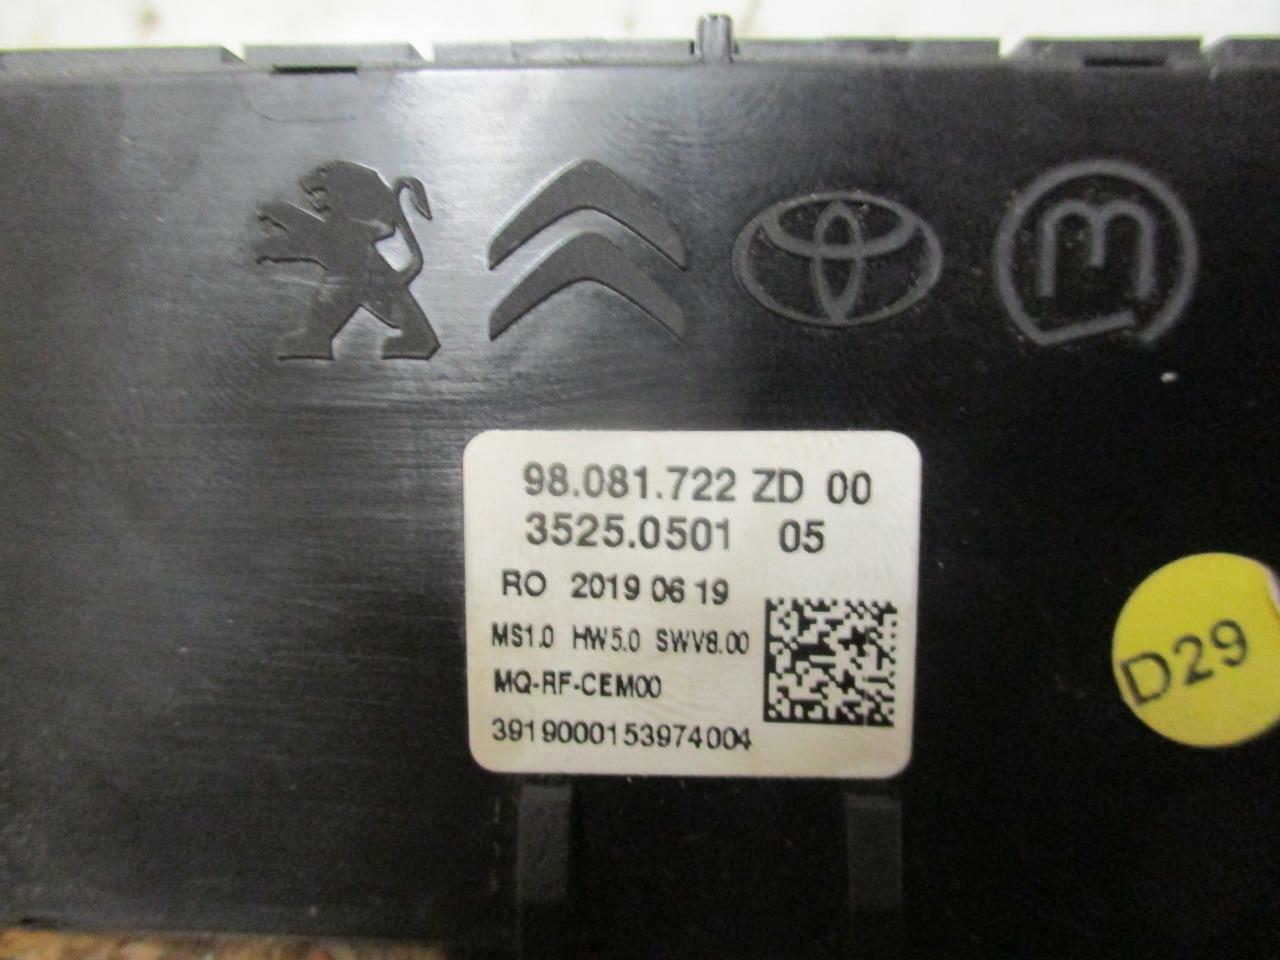 98.081.722 ZD 00
3525.0501 05
RO 2019 06 19
MS1.0 HW5.0 SWV8.00
MQ-RF-CEM00
3919000153974004
D29